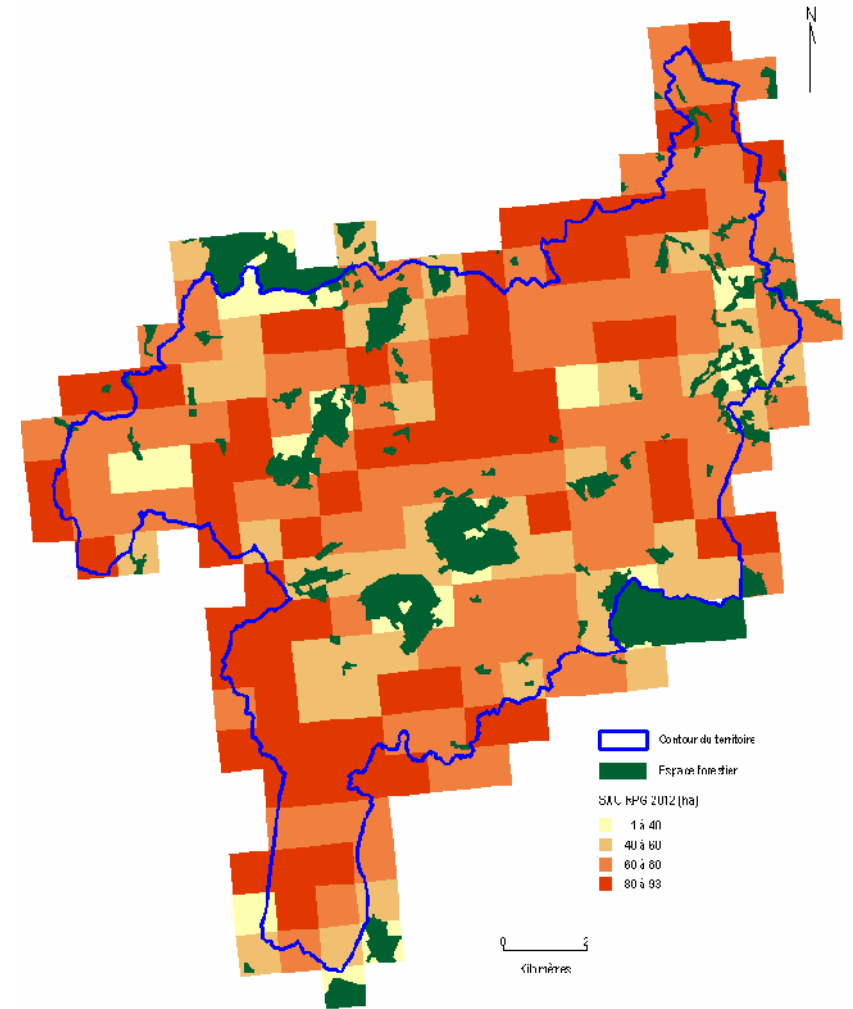 N
Contour du territoire
Espace forestier
RPG 2012 (ha)
1 à 40
40 à 60
60 à 80
80 à 93
0 2
Kilomètres